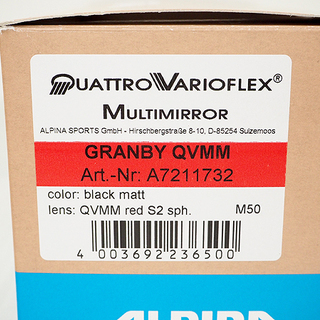 QUATTROVARIOFLEX®
MULTIMIRROR
ALPINA SPORTS GmbH - Hirschbergstraße 8-10, D-85254 Sulzemoos
GRANBY QVMM
Art.-Nr: A7211732
color: black matt
lens: QVMM red S2 sph. M50
4 003692 236500
ALPINA